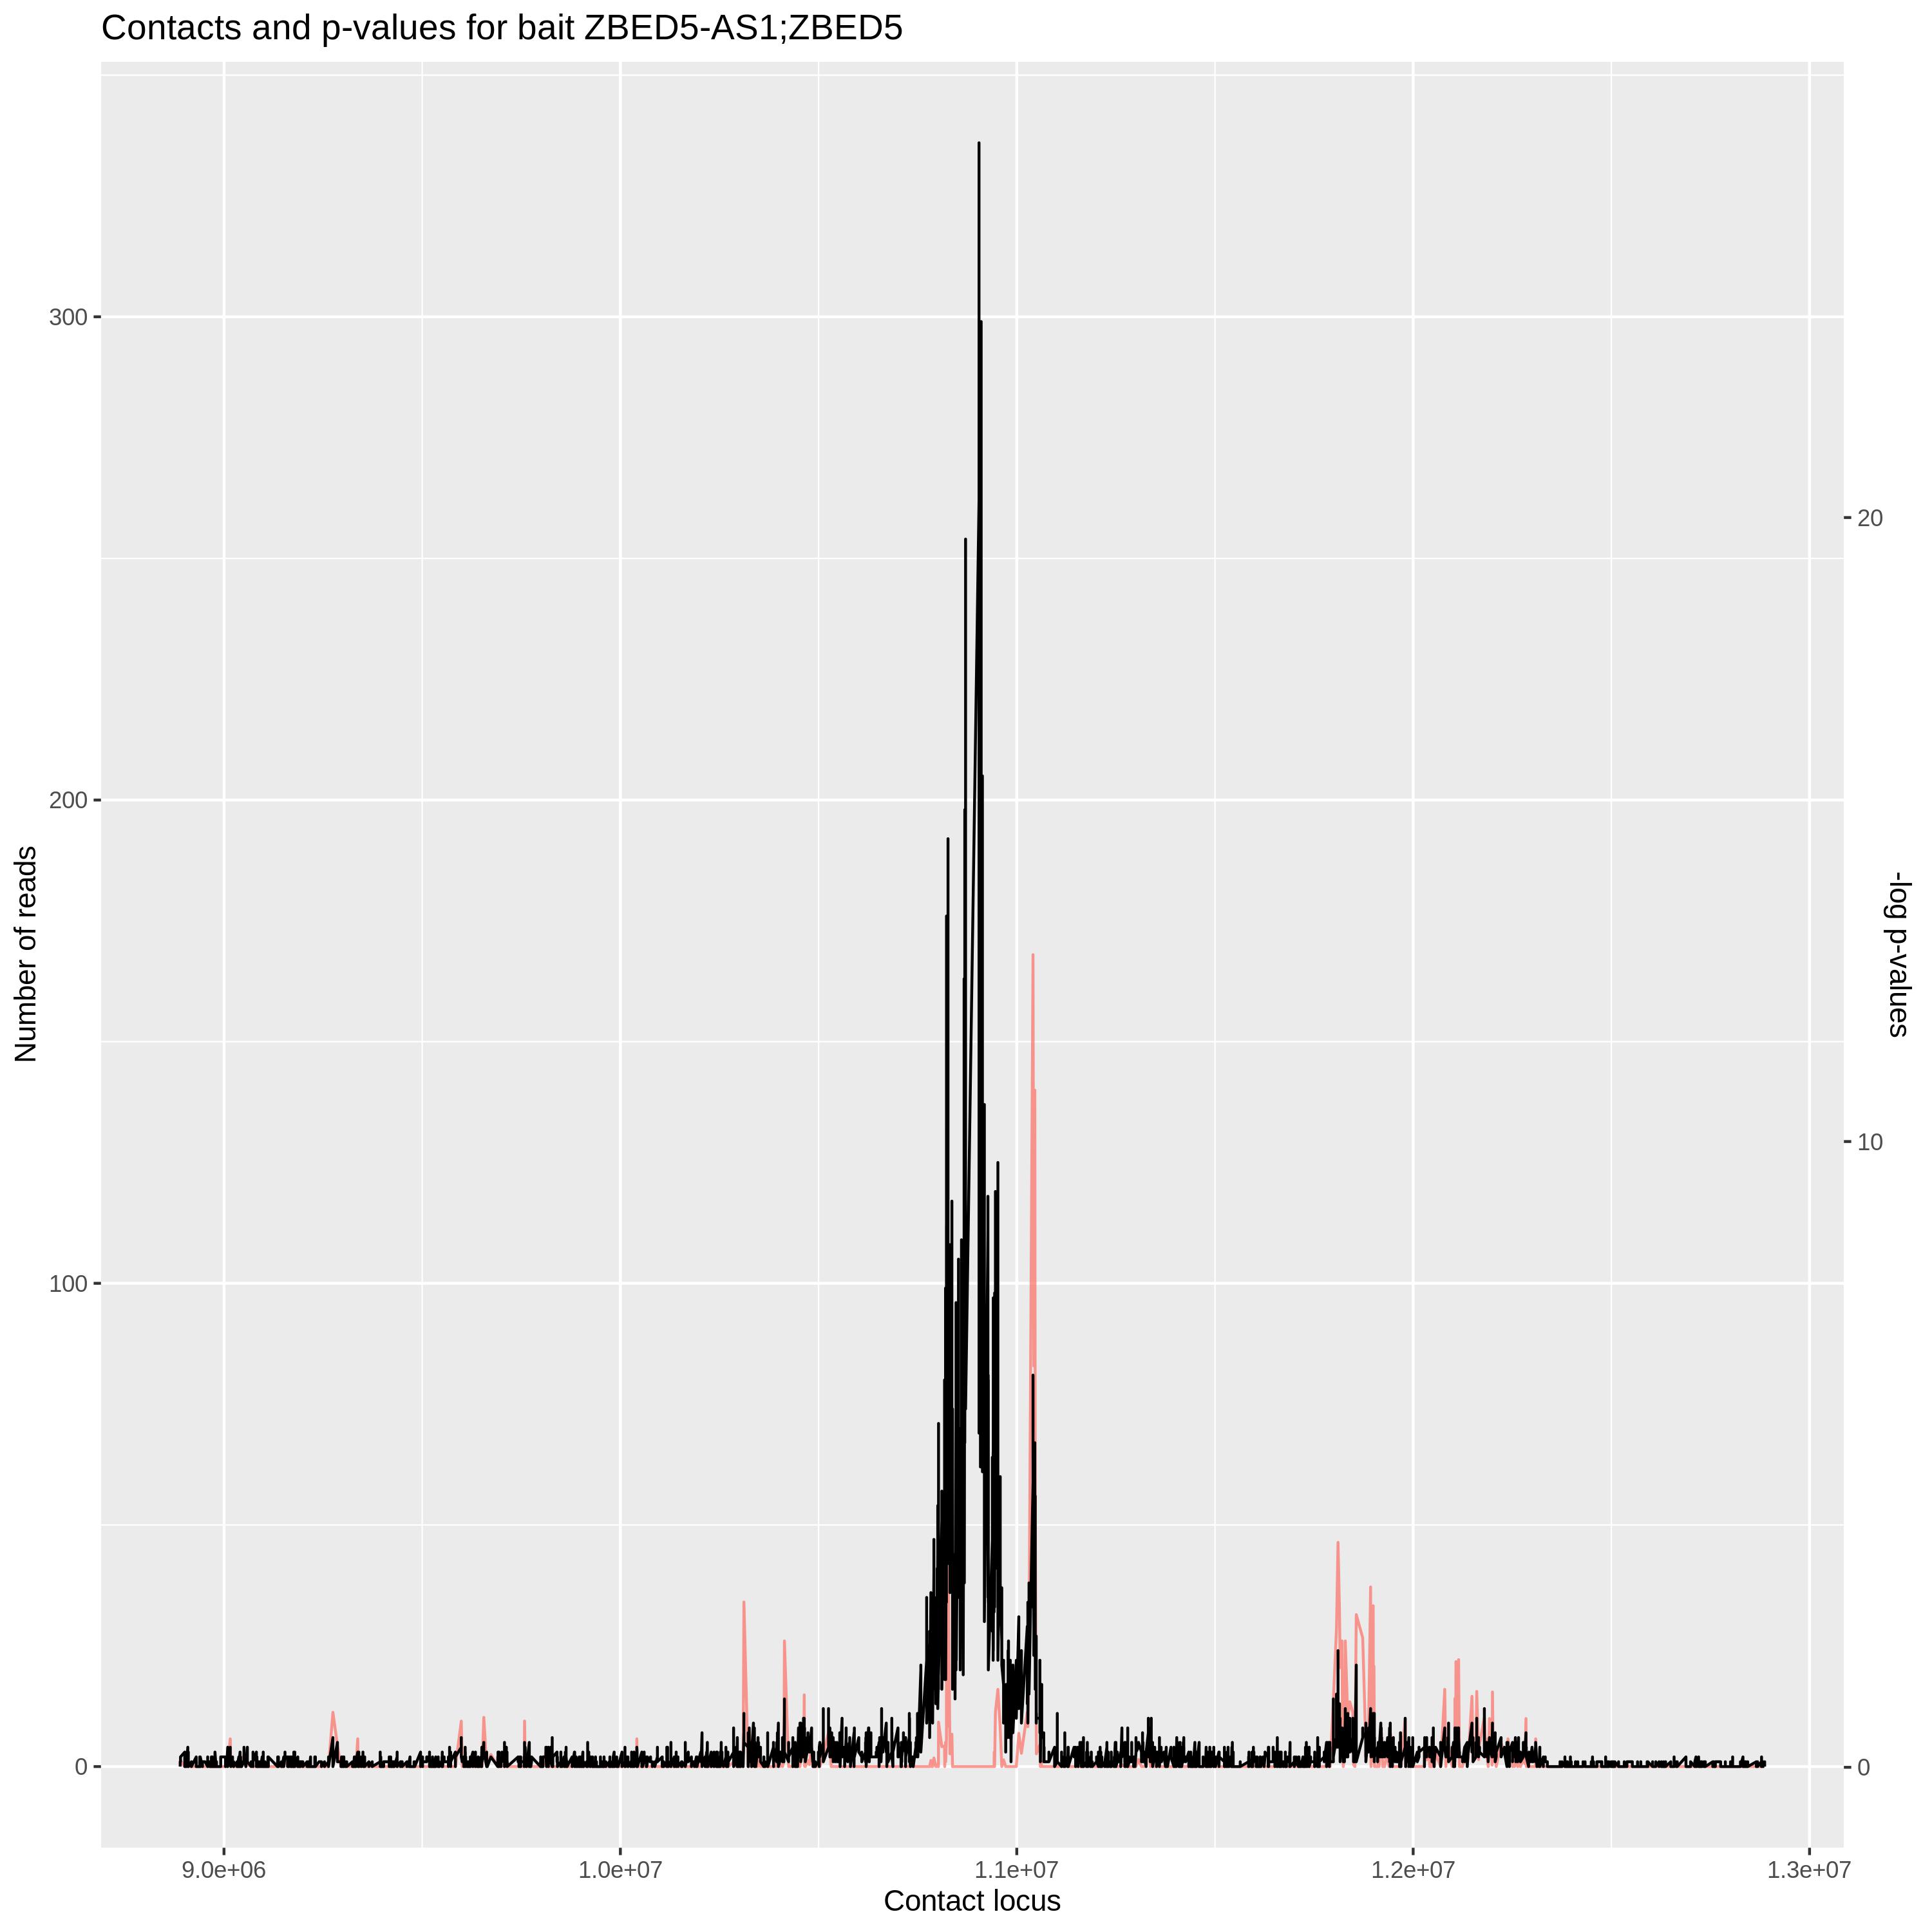 Contacts and p-values for bait ZBED5-AS1;ZBED5
300
200
100
0
Number of reads
20
10
0
-log p-values
9.0e+06
1.0e+07
1.1e+07
1.2e+07
1.3e+07
Contact locus